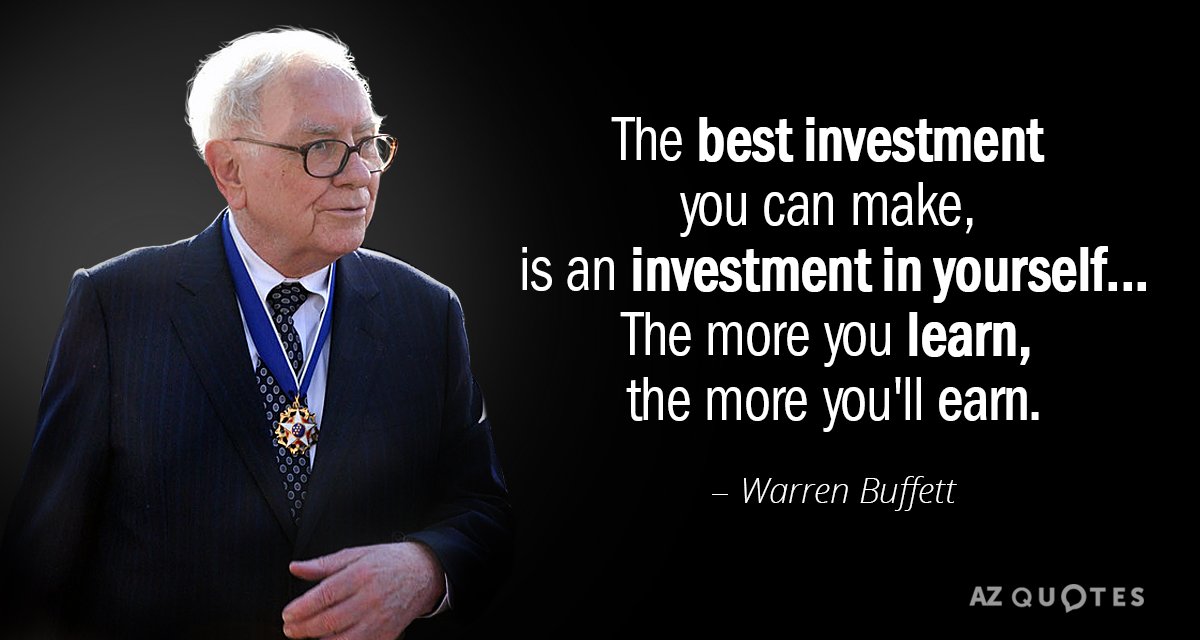 The best investment
you can make,
is an investment in yourself...
The more you learn,
the more you'll earn.
– Warren Buffett
AZ QUOTES